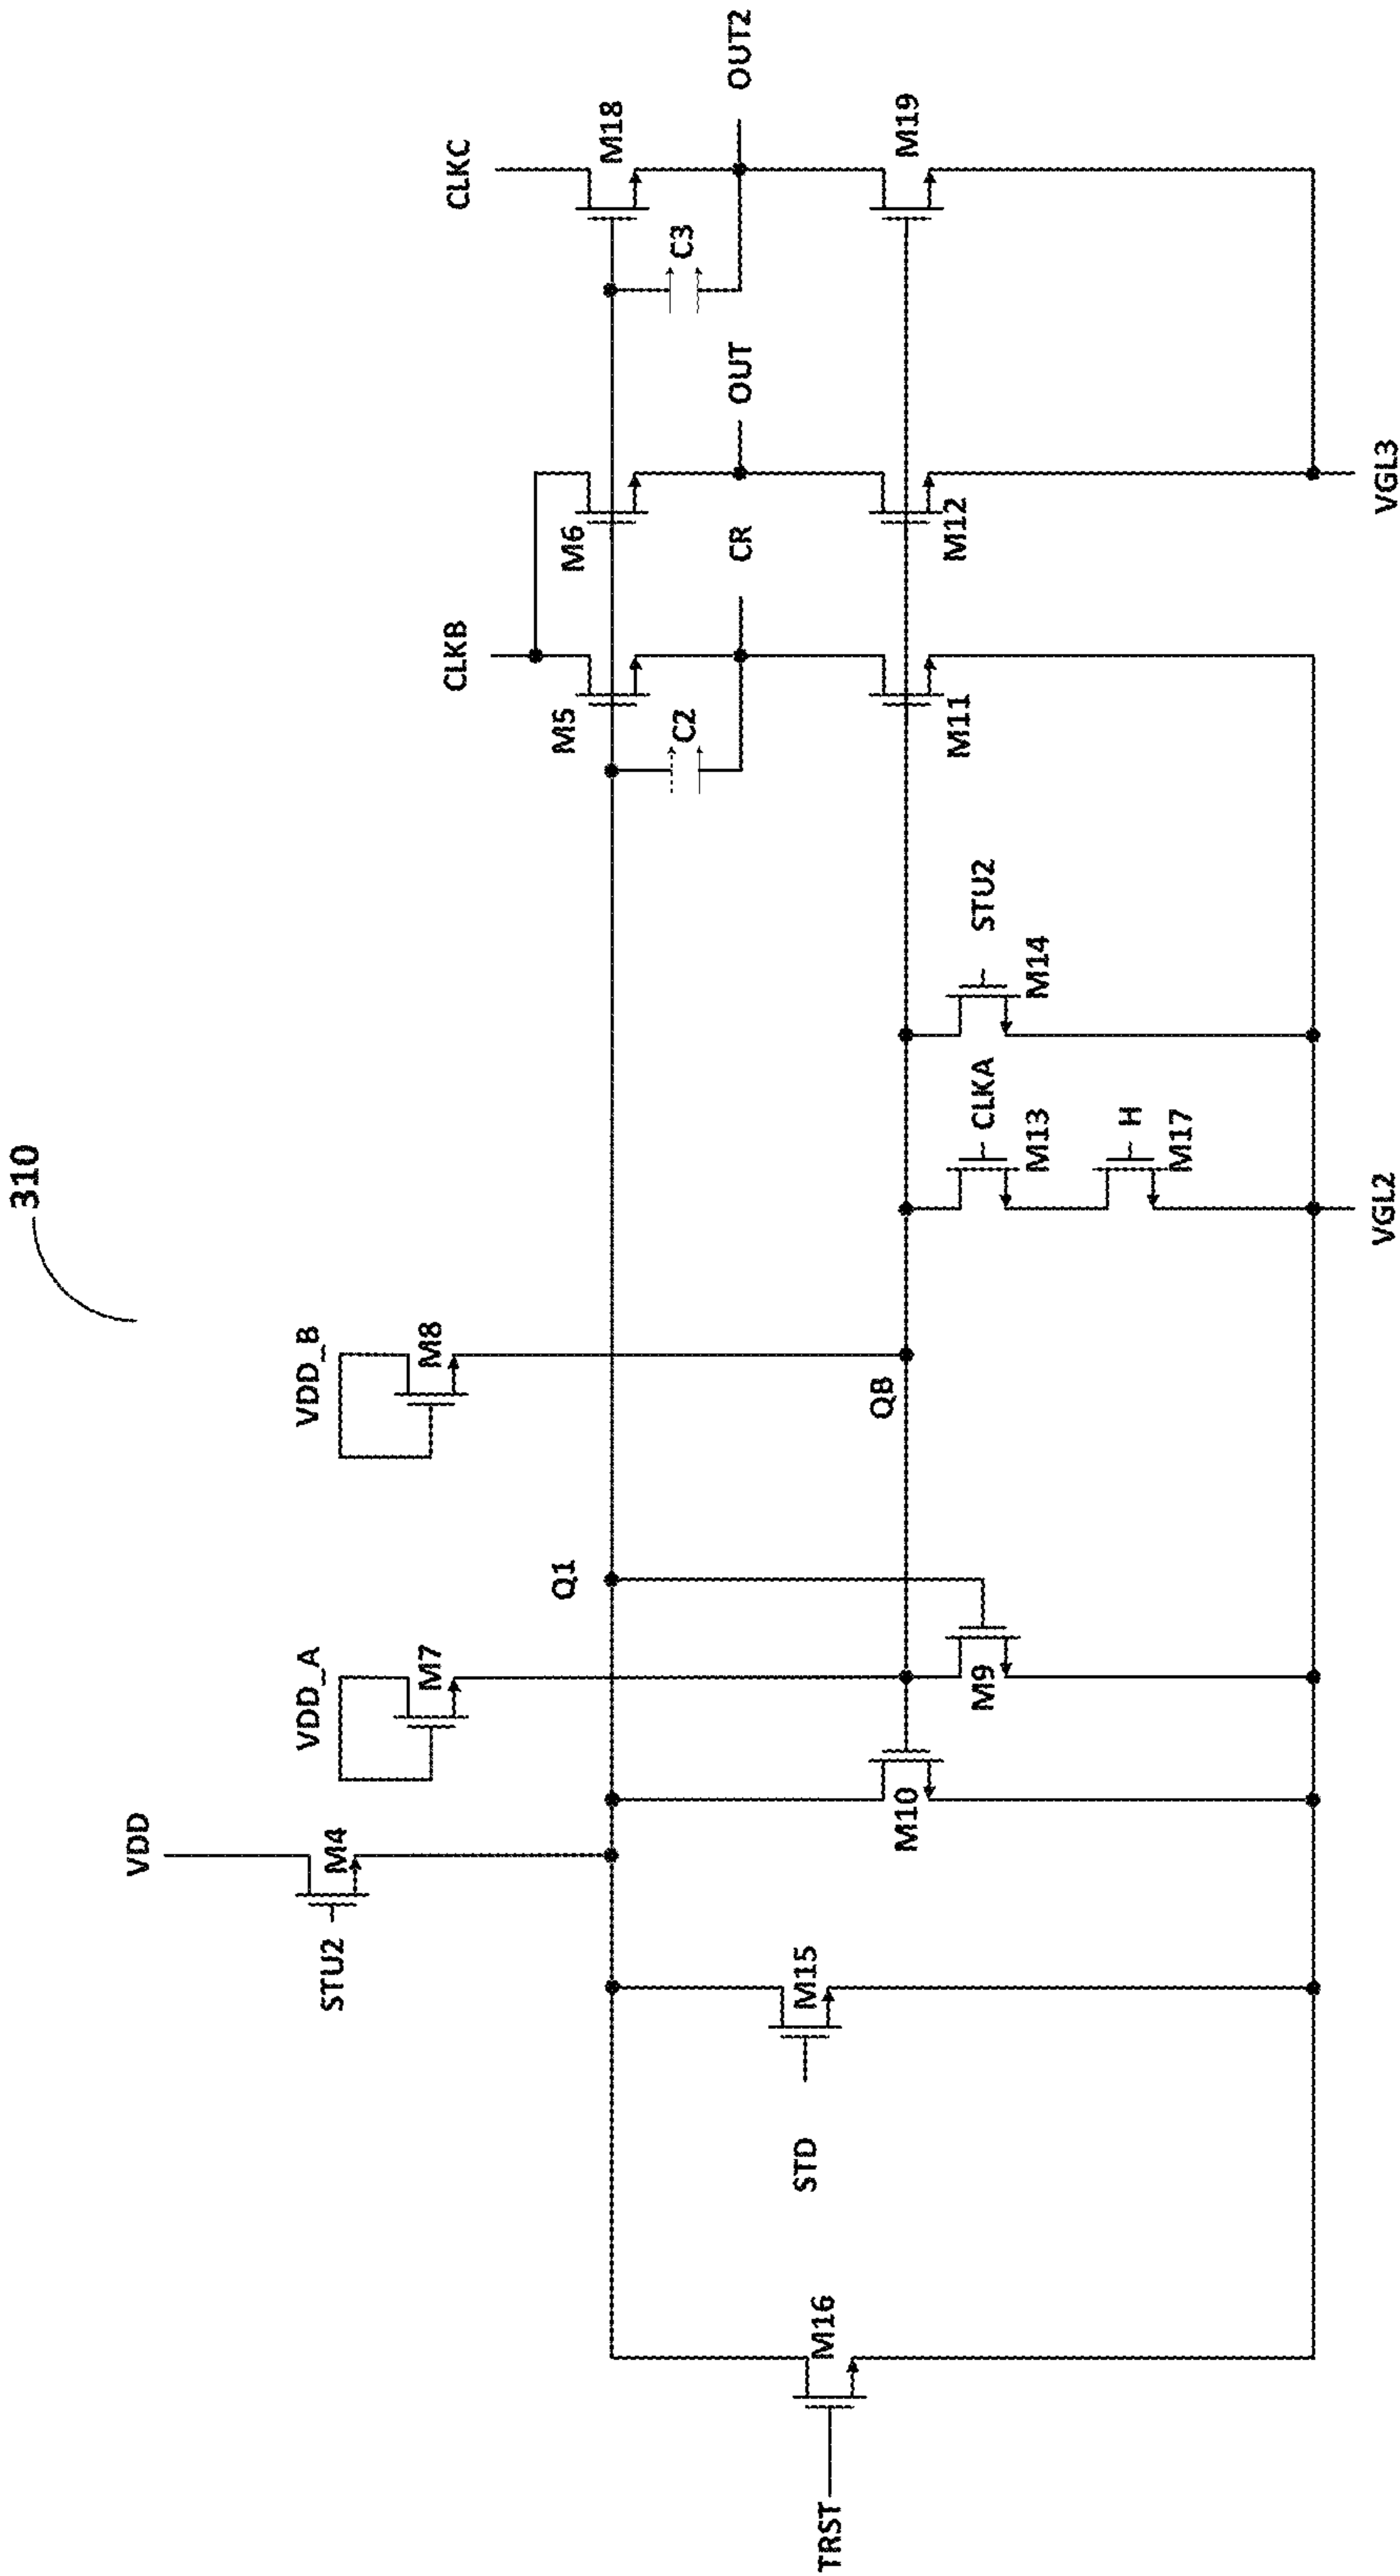 310
VDD
VDD_A
VDD_B
STU2
M4
M7
M8
CLKB
CLKC
Q1
M5
M6
M18
C2
C3
CR
OUT
OUT2
TRST
M16
STD
M15
M10
M9
QB
CLKA
M13
H
M17
STU2
M14
M11
M12
M19
VGL2
VGL3